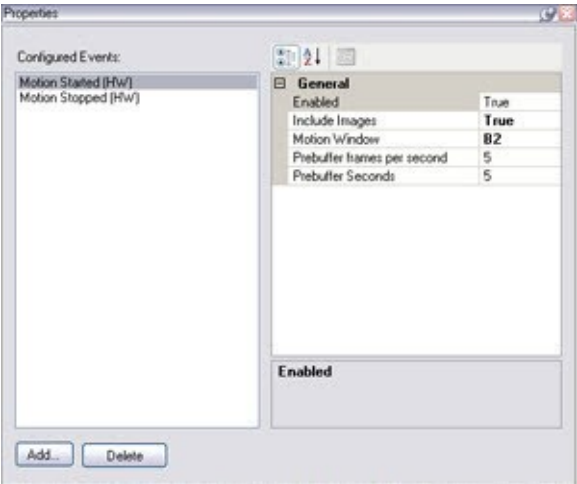 Properties
Configured Events:
Motion Started (HW)
Motion Stopped (HW)
General
Enabled True
Include Images True
Motion Window B2
Prebuffer frames per second 5
Prebuffer Seconds 5
Enabled
Add...
Delete